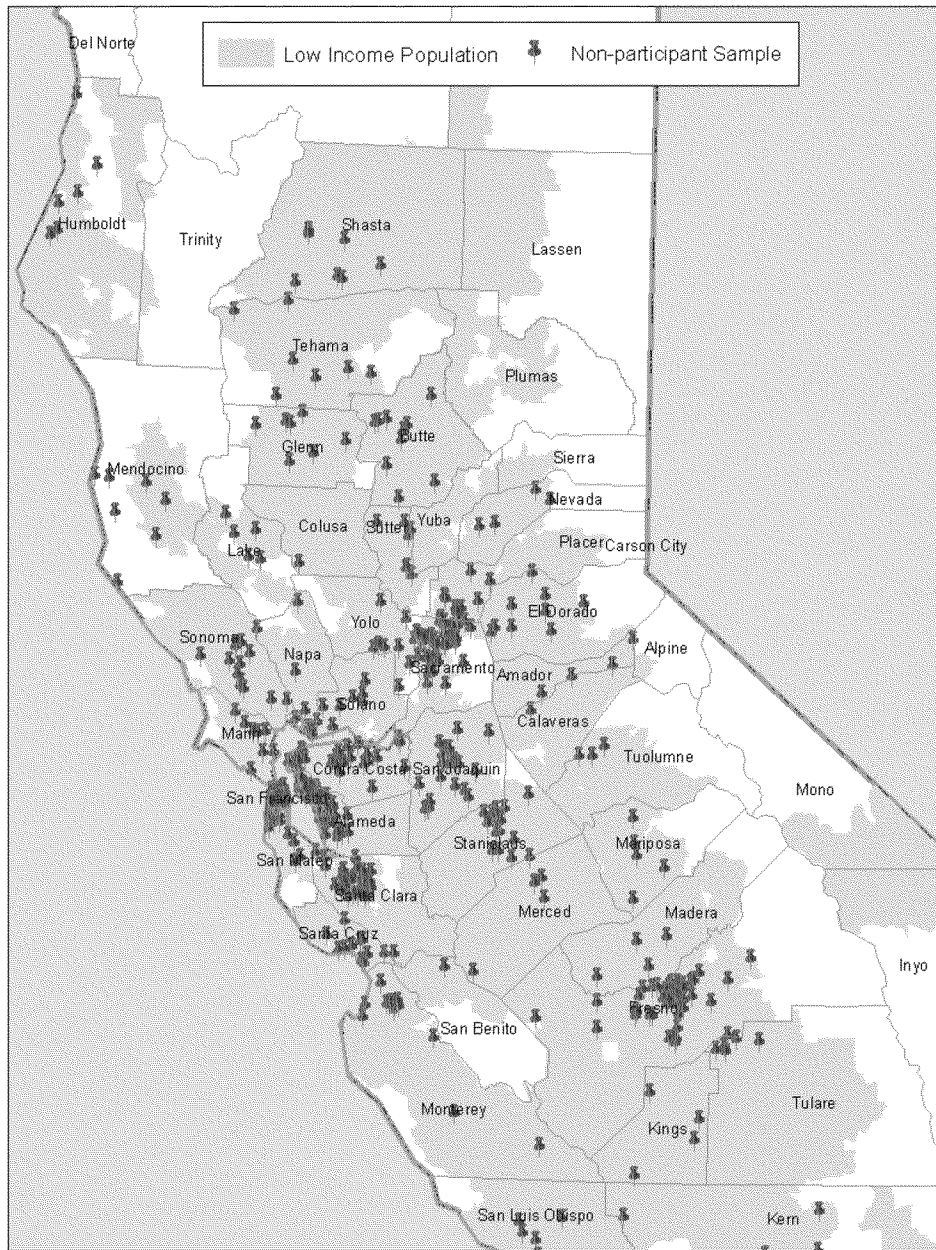 Del Norte
Low Income Population
Non-participant Sample
Humboldt
Trinity
Shasta
Lassen
Tehama
Plumas
Glenn
Butte
Sierra
Mendocino
Nevada
Colusa
Sutter
Yuba
Lake
Placer
Carson City
Yolo
El Dorado
Sonoma
Napa
Sacramento
Alpine
Amador
Solano
Calaveras
Marin
Tuolumne
Contra Costa
San Joaquin
Mono
San Francisco
Alameda
Stanislaus
Mariposa
San Mateo
Santa Clara
Merced
Madera
Santa Cruz
Inyo
Fresno
San Benito
Monterey
Tulare
Kings
San Luis Obispo
Kern